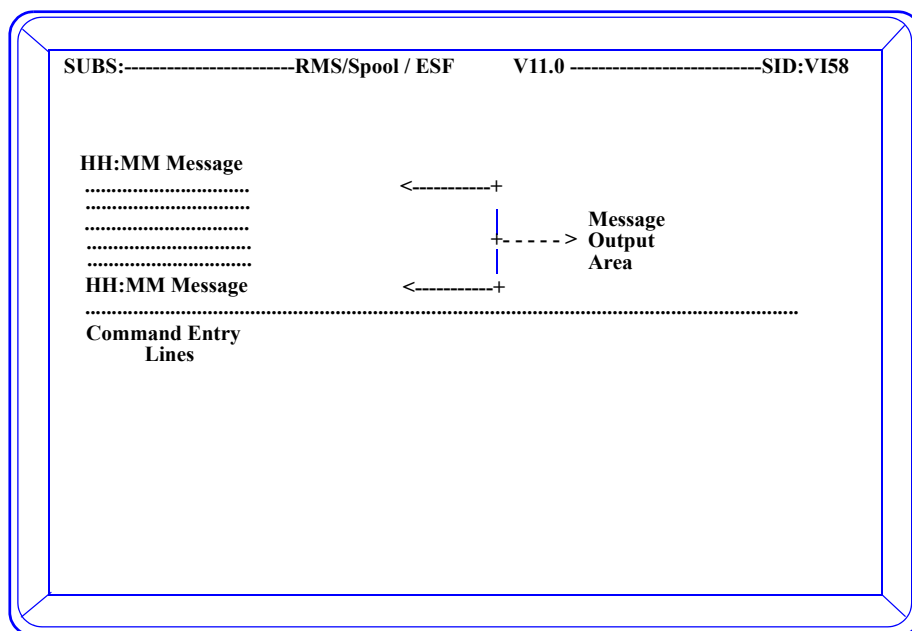 SUBS:------------------------RMS/Spool / ESF V11.0 ---------------------------SID:VI58
HH:MM Message
............................... <-----------+
...............................
............................... Message
............................... +- - - - - > Output
............................... Area
HH:MM Message <-----------+
.......................................................................................................................................
Command Entry
Lines